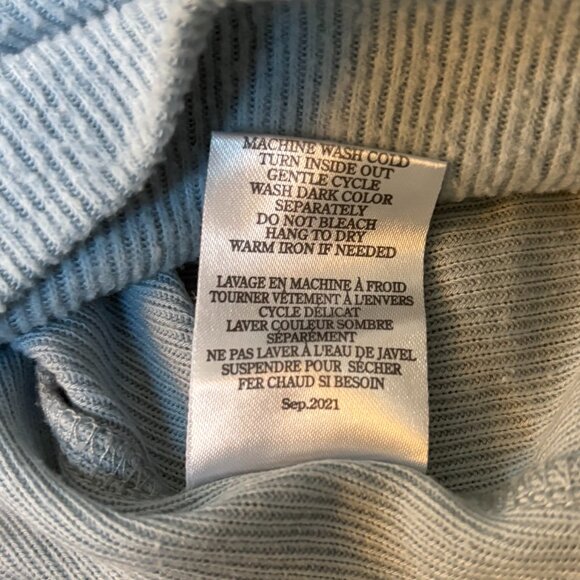 MACHINE WASH COLD
TURN INSIDE OUT
GENTLE CYCLE
WASH DARK COLOR
SEPARATELY
DO NOT BLEACH
HANG TO DRY
WARM IRON IF NEEDED
LAVAGE EN MACHINE À FROID
TOURNER VÊTEMENT À L'ENVERS
CYCLE DÉLICAT
LAVER COULEUR SOMBRE
SÉPARÉMENT
NE PAS LAVER À L'EAU DE JAVEL
SUSPENDRE POUR SÉCHER
FER CHAUD SI BESOIN
Sep.2021